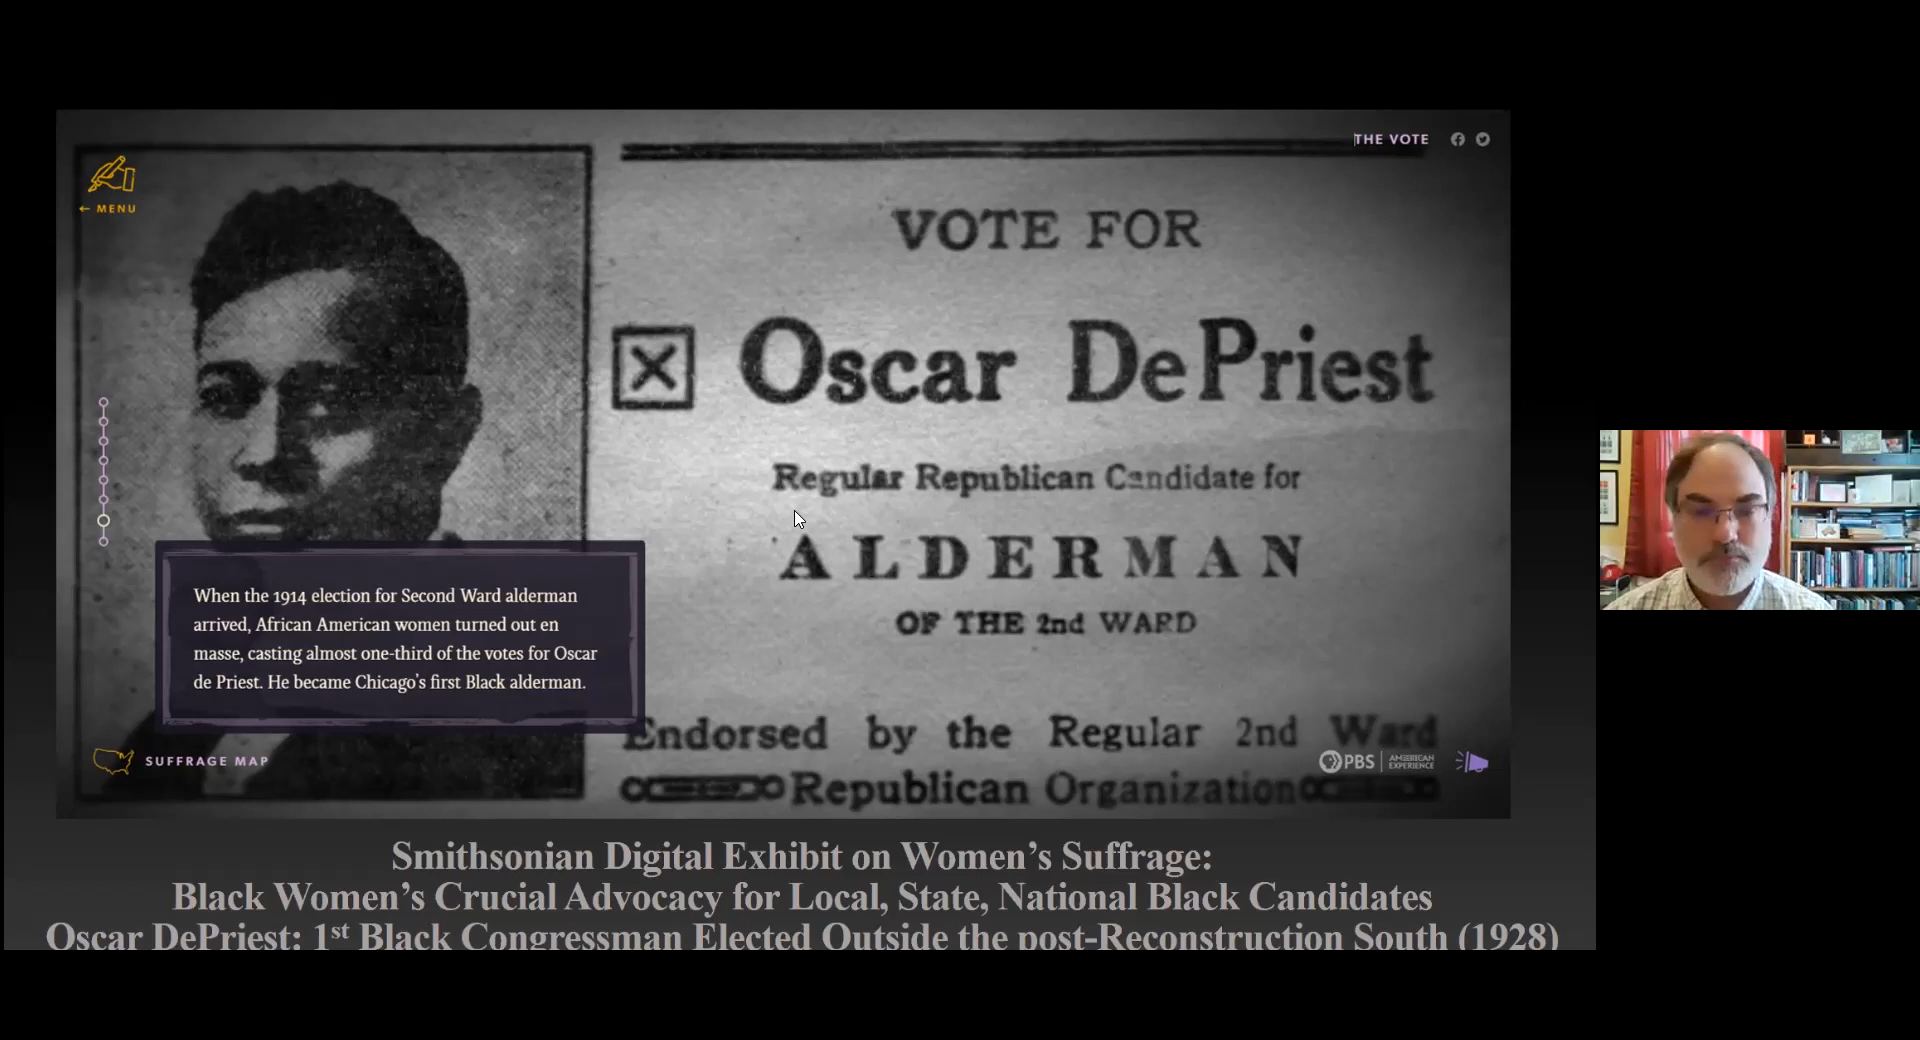 THE VOTE
← MENU
VOTE FOR
Oscar DePriest
Regular Republican Candidate for
ALDERMAN
OF THE 2nd WARD
When the 1914 election for Second Ward alderman
arrived, African American women turned out en
masse, casting almost one-third of the votes for Oscar
de Priest. He became Chicago's first Black alderman.
Endorsed by the Regular 2nd Ward
Republican Organization
SUFFRAGE MAP
PBS
AMERICAN
EXPERIENCE
Smithsonian Digital Exhibit on Women's Suffrage:
Black Women's Crucial Advocacy for Local, State, National Black Candidates
Oscar DePriest: 1st Black Congressman Elected Outside the post-Reconstruction South (1928)